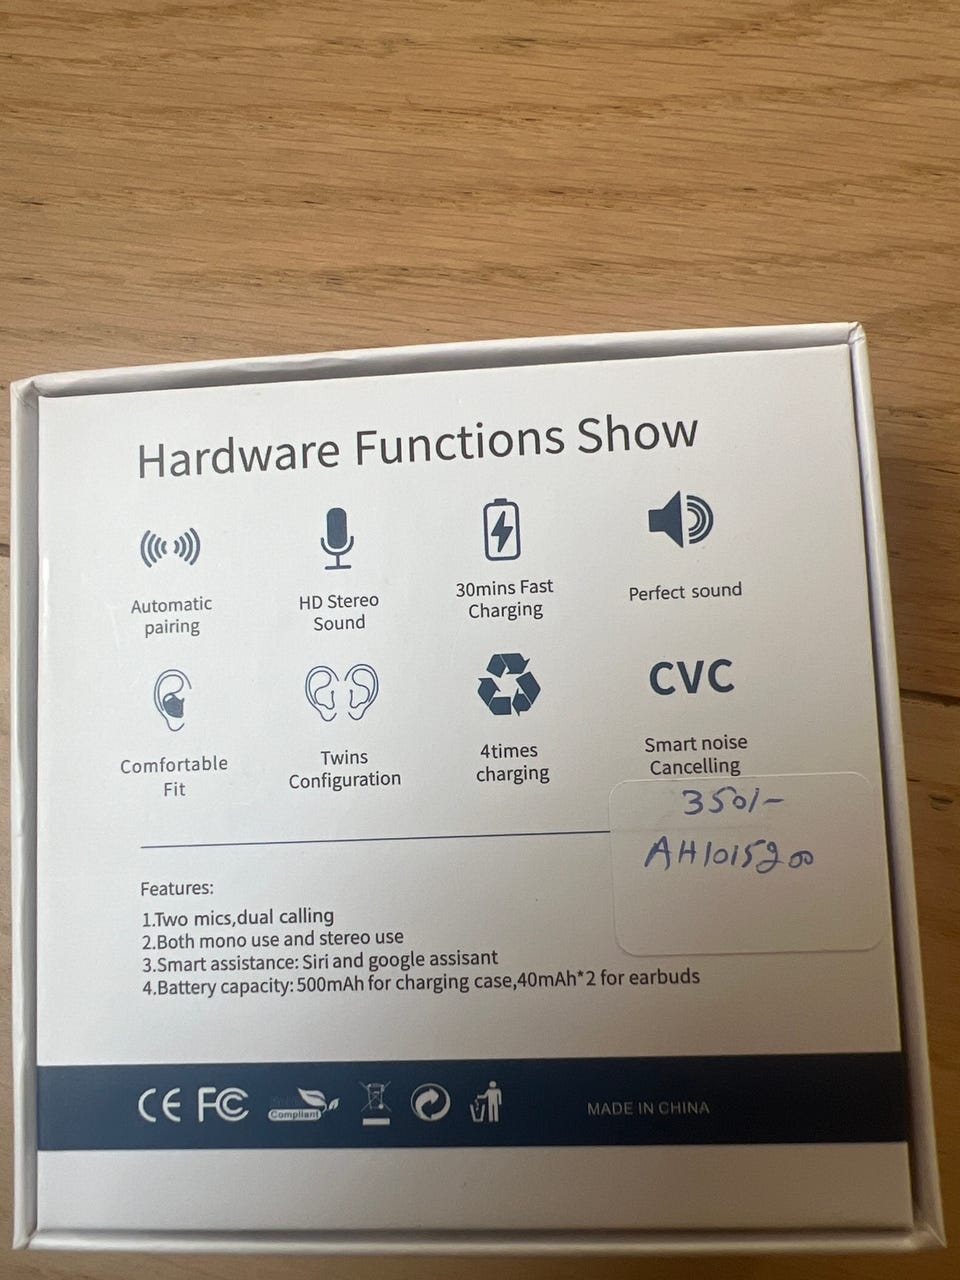 Hardware Functions Show
Automatic
pairing
HD Stereo
Sound
30mins Fast
Charging
Perfect sound
Comfortable
Fit
Twins
Configuration
4times
charging
CVC
Smart noise
Cancelling
350/-
Features:
1.Two mics,dual calling
2.Both mono use and stereo use
3.Smart assistance: Siri and google assisant
4.Battery capacity: 500mAh for charging case,40mAh*2 for earbuds
CE FC
Compliant
MADE IN CHINA